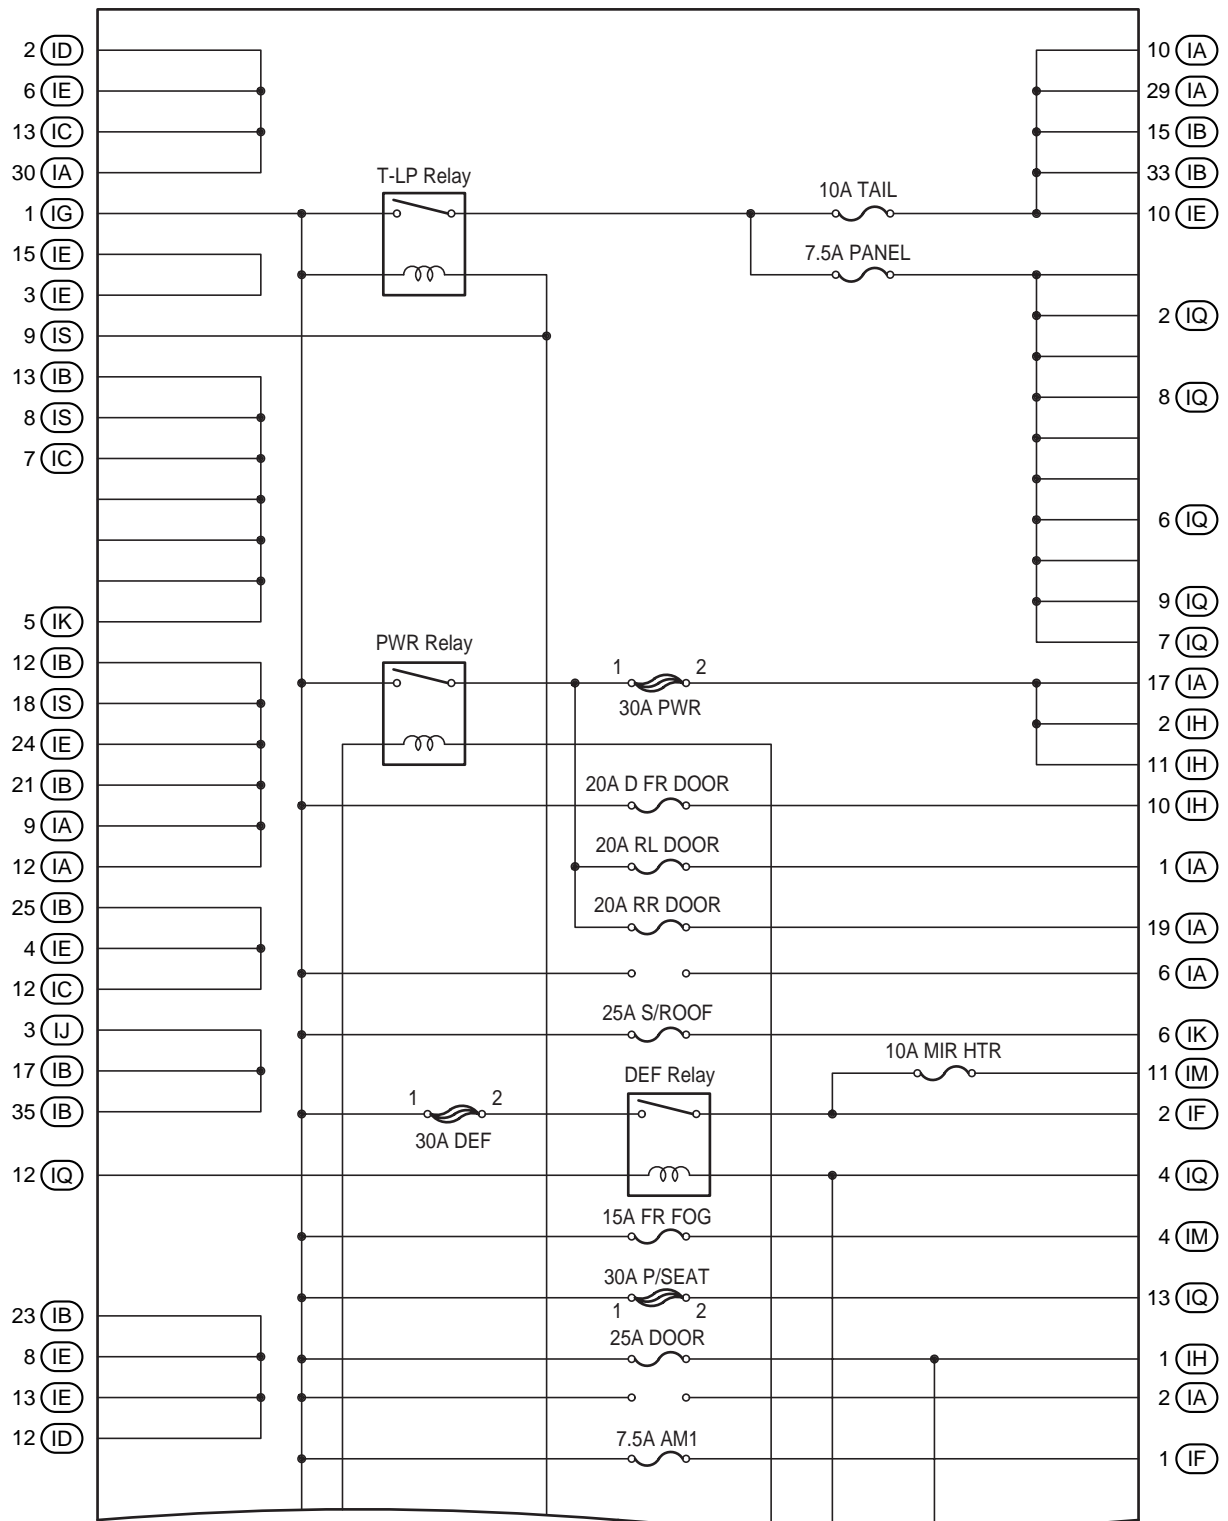 2 ID
10 IA
6 IE
29 IA
13 IC
15 IB
30 IA
T-LP Relay
10A TAIL
33 IB
1 IG
10 IE
15 IE
7.5A PANEL
3 IE
2 IQ
9 IS
13 IB
8 IQ
8 IS
7 IC
6 IQ
9 IQ
5 IK
PWR Relay
7 IQ
12 IB
1 2
17 IA
18 IS
30A PWR
2 IH
24 IE
11 IH
21 IB
20A D FR DOOR
10 IH
9 IA
20A RL DOOR
12 IA
1 IA
25 IB
20A RR DOOR
19 IA
4 IE
6 IA
12 IC
25A S/ROOF
3 IJ
6 IK
10A MIR HTR
17 IB
DEF Relay
11 IM
35 IB
1 2
2 IF
30A DEF
12 IQ
4 IQ
15A FR FOG
4 IM
30A P/SEAT
13 IQ
23 IB
1 2
25A DOOR
8 IE
1 IH
13 IE
2 IA
12 ID
7.5A AM1
1 IF